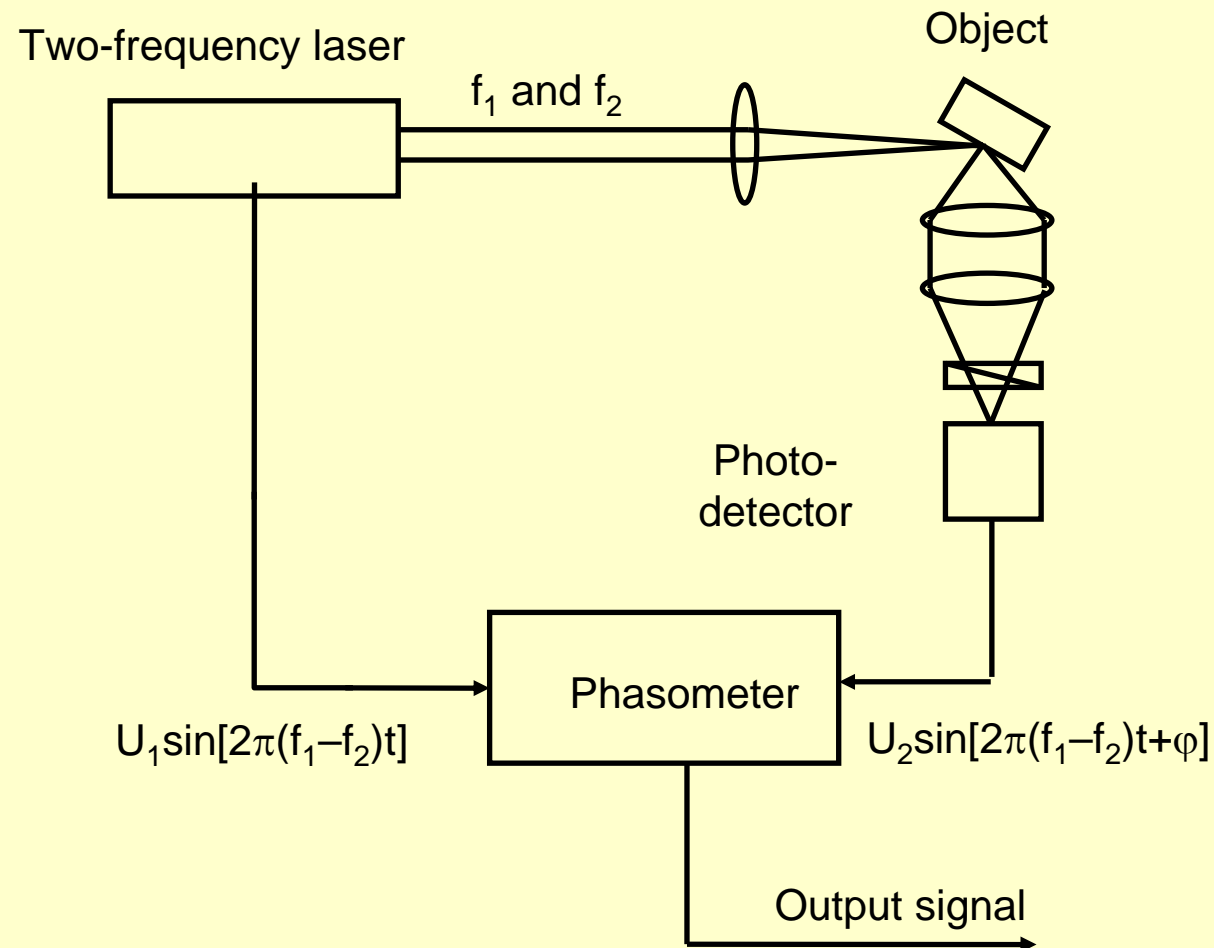 Two-frequency laser
Object
f₁ and f₂
Photo-
detector
Phasometer
U₁sin[2π(f₁–f₂)t]
U₂sin[2π(f₁–f₂)t+φ]
Output signal